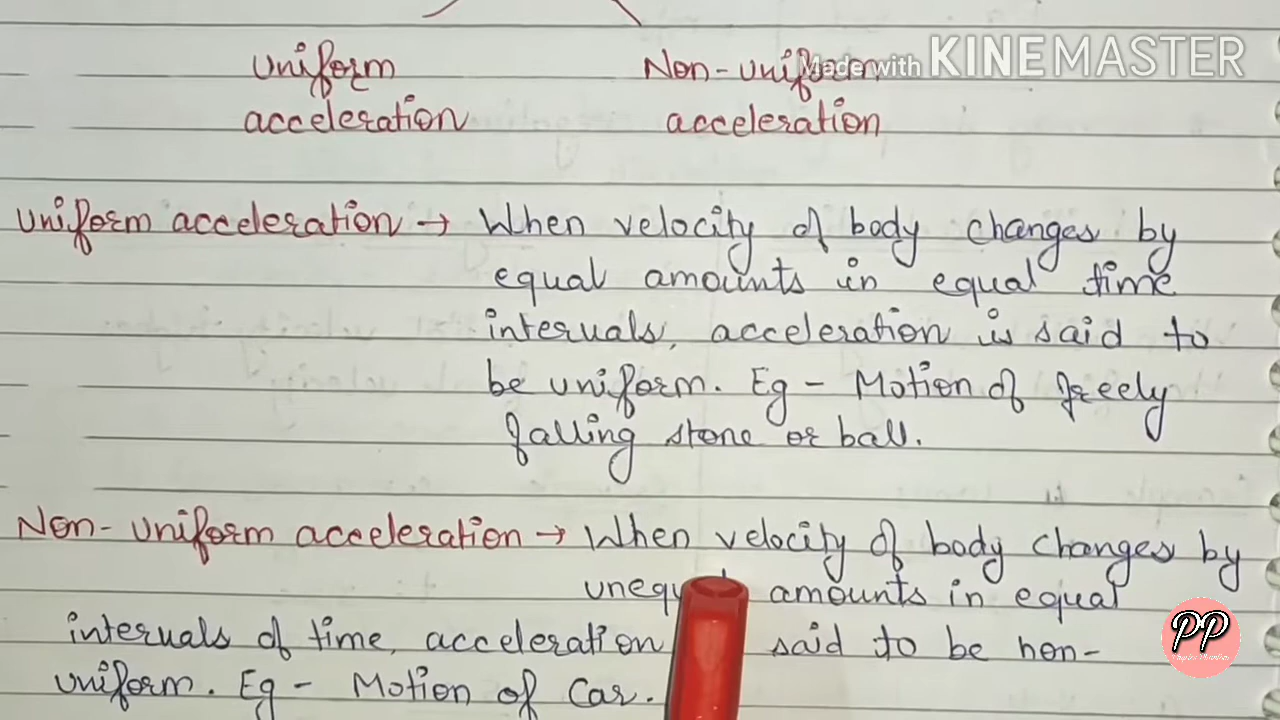 Uniform
acceleration
Non-uniform
acceleration
Made with KINEMASTER
Uniform acceleration → When velocity of body changes by
equal amounts in equal time
intervals, acceleration is said to
be uniform. Eg - Motion of freely
falling stone or ball.
Non-uniform acceleration → When velocity of body changes by
amounts in equal
intervals of time, acceleration said to be non-
uniform. Eg - Motion of Car.
PP